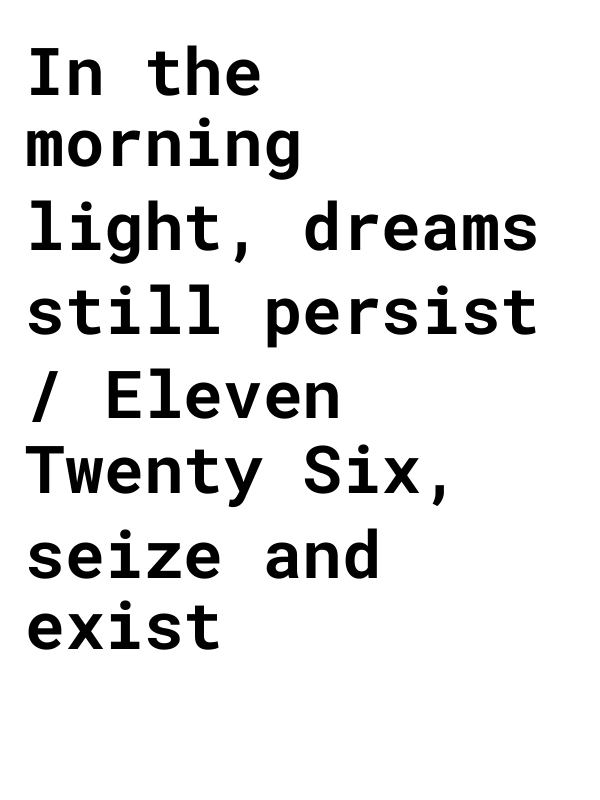 In the
morning
light, dreams
still persist
/ Eleven
Twenty Six,
seize and
exist